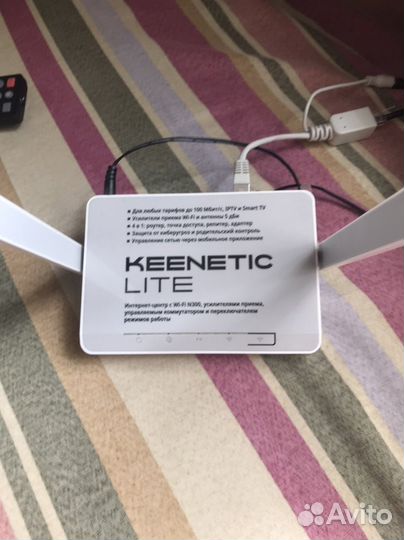 • Для любых тарифов до 100 Мбит/с, IPTV и Smart TV
• Усилители приема Wi-Fi и антенны 5 дБи
• 4 в 1: роутер, точка доступа, репитер, адаптер
• Защита от киберугроз и родительский контроль
• Управление сетью через мобильное приложение
KEENETIC
LITE
Интернет-центр с Wi-Fi N300, усилителями приема,
управляемым коммутатором и переключателем
режимов работы
Avito